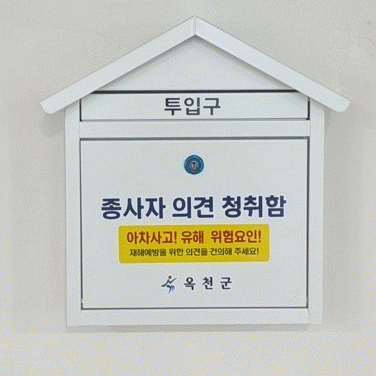 투입구
종사자 의견 청취함
아차사고! 유해 위험요인!
재해예방을 위한 의견을 건의해 주세요!
옥천군